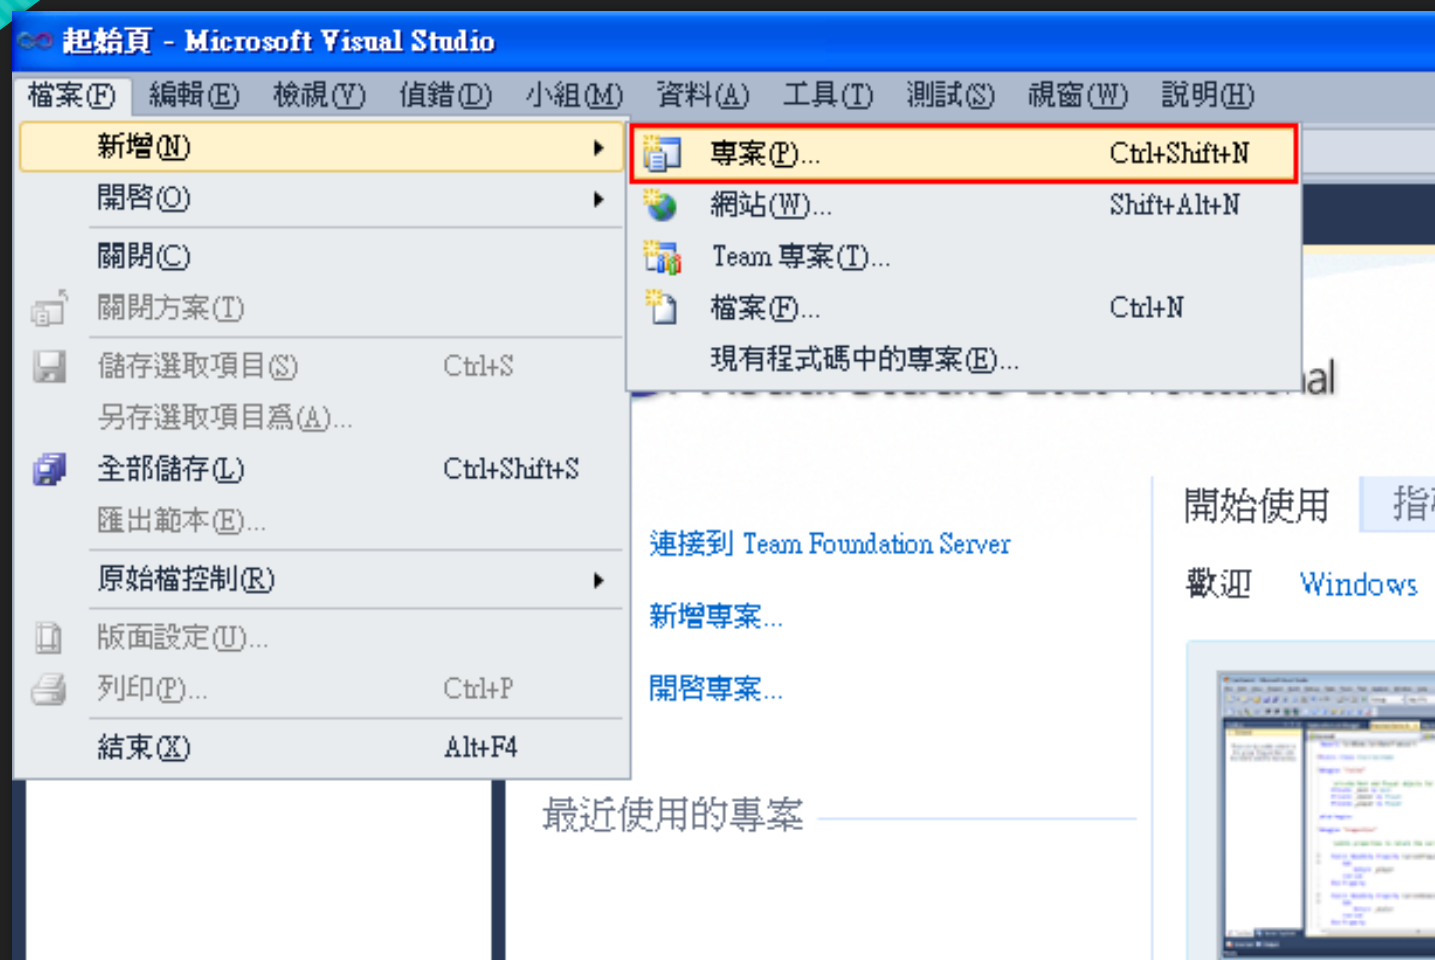 起始頁 - Microsoft Visual Studio
檔案(F) 編輯(E) 檢視(V) 偵錯(D) 小組(M) 資料(A) 工具(T) 測試(S) 視窗(W) 說明(H)
新增(N)
開啓(O)
關閉(C)
關閉方案(T)
儲存選取項目(S) Ctrl+S
另存選取項目爲(A)...
全部儲存(L) Ctrl+Shift+S
匯出範本(E)...
原始檔控制(R)
版面設定(U)...
列印(P)... Ctrl+P
結束(X) Alt+F4
專案(P)... Ctrl+Shift+N
網站(W)... Shift+Alt+N
Team 專案(T)...
檔案(F)... Ctrl+N
現有程式碼中的專案(E)...
連接到 Team Foundation Server
新增專案...
開啓專案...
最近使用的專案
開始使用 指
歡迎 Windows